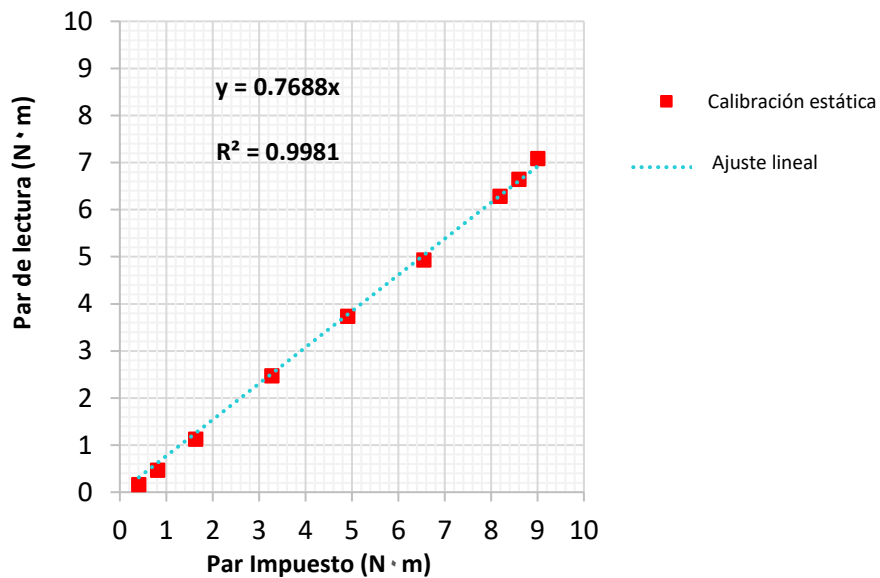 10
9
8
7
6
5
4
3
2
1
0
Par de lectura (N · m)
y = 0.7688x
R² = 0.9981
Calibración estática
Ajuste lineal
0 1 2 3 4 5 6 7 8 9 10
Par Impuesto (N · m)